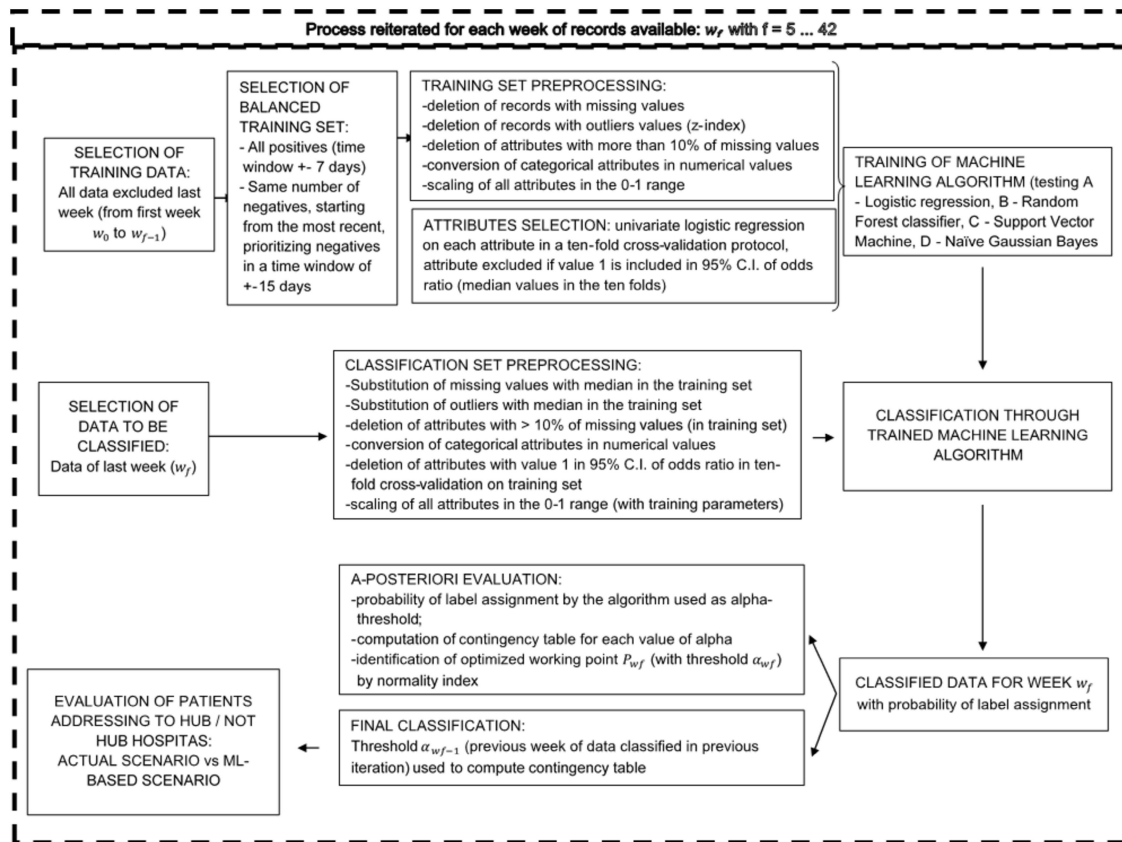 Process reiterated for each week of records available: w_f with f = 5 ... 42
SELECTION OF
TRAINING DATA:
All data excluded last
week (from first week
w_0 to w_{f−1})
SELECTION OF
BALANCED
TRAINING SET:
- All positives (time
window +- 7 days)
- Same number of
negatives, starting
from the most recent,
prioritizing negatives
in a time window of
+-15 days
TRAINING SET PREPROCESSING:
-deletion of records with missing values
-deletion of records with outliers values (z-index)
-deletion of attributes with more than 10% of missing values
-conversion of categorical attributes in numerical values
-scaling of all attributes in the 0-1 range
ATTRIBUTES SELECTION: univariate logistic regression
on each attribute in a ten-fold cross-validation protocol,
attribute excluded if value 1 is included in 95% C.I. of odds
ratio (median values in the ten folds)
TRAINING OF MACHINE
LEARNING ALGORITHM (testing A
- Logistic regression, B - Random
Forest classifier, C - Support Vector
Machine, D - Naïve Gaussian Bayes
SELECTION OF
DATA TO BE
CLASSIFIED:
Data of last week (w_f)
CLASSIFICATION SET PREPROCESSING:
-Substitution of missing values with median in the training set
-Substitution of outliers with median in the training set
-deletion of attributes with > 10% of missing values (in training set)
-conversion of categorical attributes in numerical values
-deletion of attributes with value 1 in 95% C.I. of odds ratio in ten-
fold cross-validation on training set
-scaling of all attributes in the 0-1 range (with training parameters)
CLASSIFICATION THROUGH
TRAINED MACHINE LEARNING
ALGORITHM
A-POSTERIORI EVALUATION:
-probability of label assignment by the algorithm used as alpha-
threshold;
-computation of contingency table for each value of alpha
-identification of optimized working point P_{wf} (with threshold α_{wf})
by normality index
CLASSIFIED DATA FOR WEEK w_f
with probability of label assignment
FINAL CLASSIFICATION:
Threshold α_{wf−1} (previous week of data classified in previous
iteration) used to compute contingency table
EVALUATION OF PATIENTS
ADDRESSING TO HUB / NOT
HUB HOSPITAS:
ACTUAL SCENARIO vs ML-
BASED SCENARIO